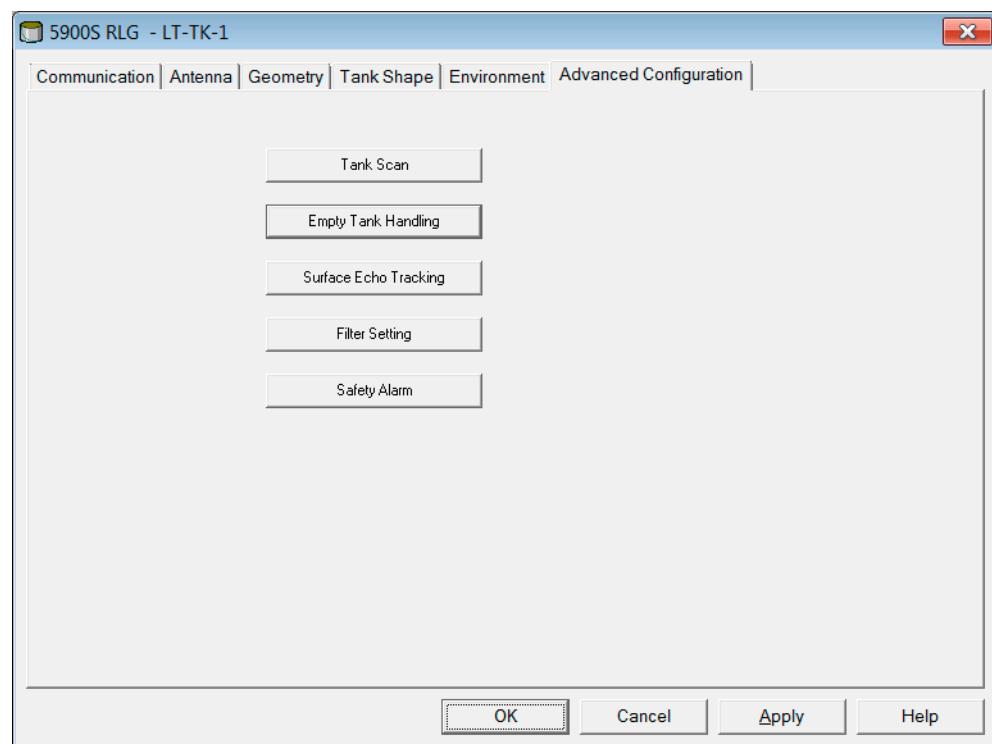 5900S RLG - LT-TK-1
Communication Antenna Geometry Tank Shape Environment Advanced Configuration
Tank Scan
Empty Tank Handling
Surface Echo Tracking
Filter Setting
Safety Alarm
OK Cancel Apply Help